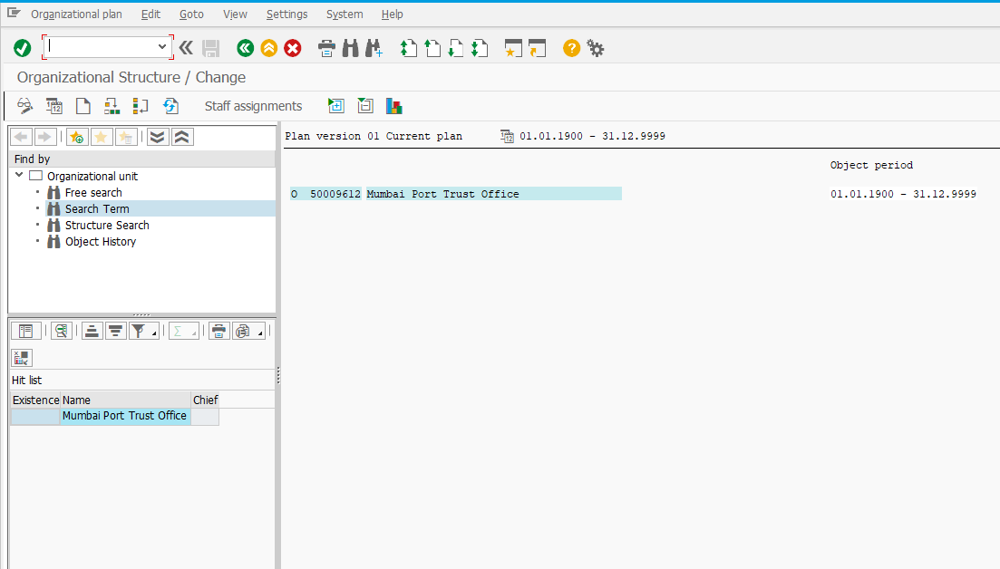 Organizational plan Edit Goto View Settings System Help
Organizational Structure / Change
Staff assignments
Plan version 01 Current plan 01.01.1900 - 31.12.9999
Find by
Object period
Organizational unit
Free search
O 50009612 Mumbai Port Trust Office 01.01.1900 - 31.12.9999
Search Term
Structure Search
Object History
Hit list
Existence Name Chief
Mumbai Port Trust Office